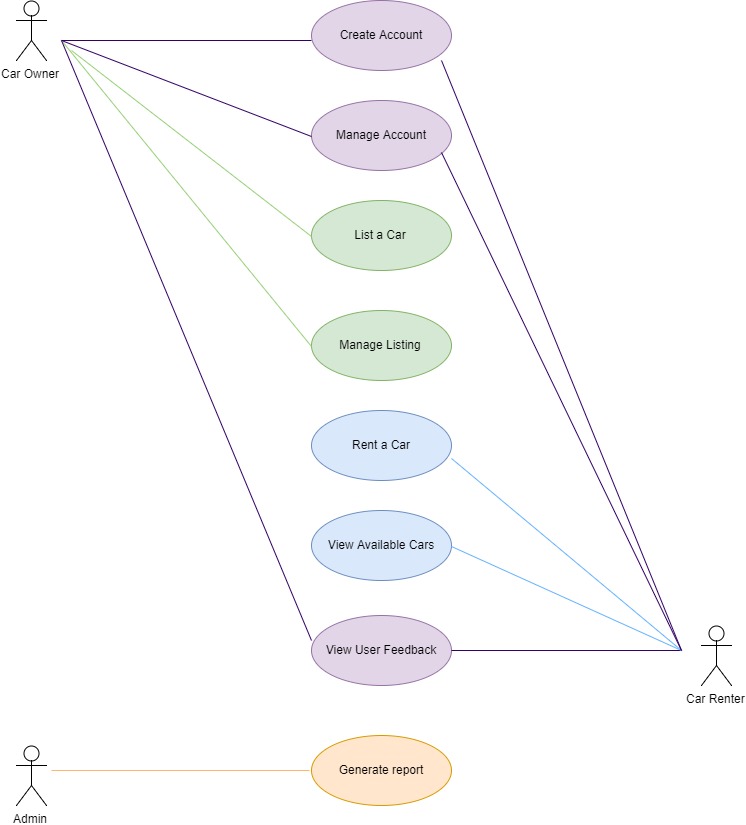 Car Owner
Create Account
Manage Account
List a Car
Manage Listing
Rent a Car
View Available Cars
View User Feedback
Car Renter
Generate report
Admin